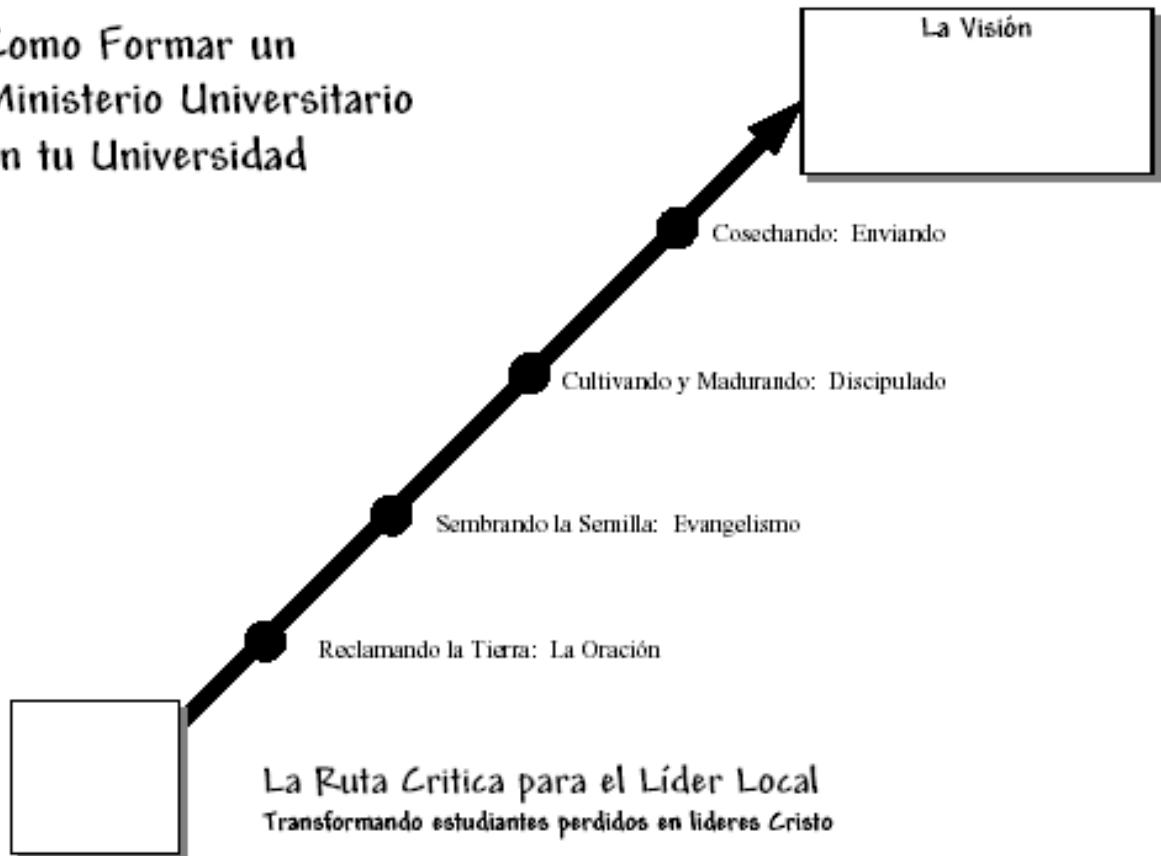 Como Formar un
Ministerio Universitario
en tu Universidad
La Visión
Cosechando: Enviando
Cultivando y Madurando: Discipulado
Sembrando la Semilla: Evangelismo
Reclamando la Tierra: La Oración
La Ruta Critica para el Líder Local
Transformando estudiantes perdidos en lideres Cristo